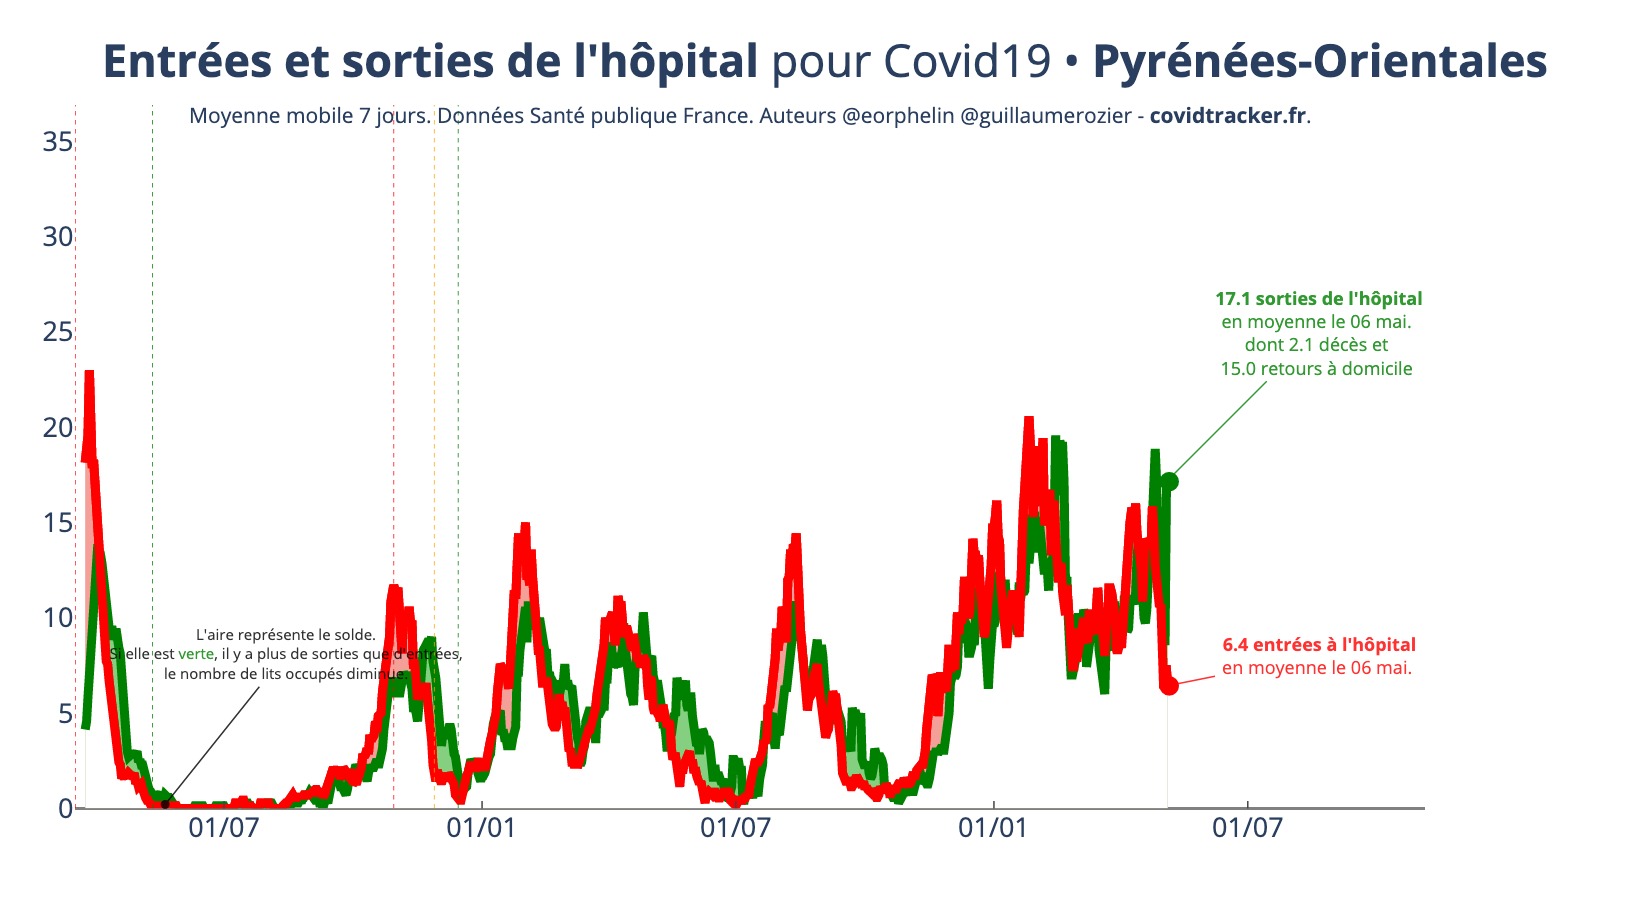 Entrées et sorties de l'hôpital pour Covid19 • Pyrénées-Orientales
Moyenne mobile 7 jours. Données Santé publique France. Auteurs @eorphelin @guillaumerozier - covidtracker.fr.
35
30
25
20
15
10
5
0
17.1 sorties de l'hôpital
en moyenne le 06 mai.
dont 2.1 décès et
15.0 retours à domicile
L'aire représente le solde.
Si elle est verte, il y a plus de sorties que d'entrées,
le nombre de lits occupés diminue.
6.4 entrées à l'hôpital
en moyenne le 06 mai.
01/07 01/01 01/07 01/01 01/07